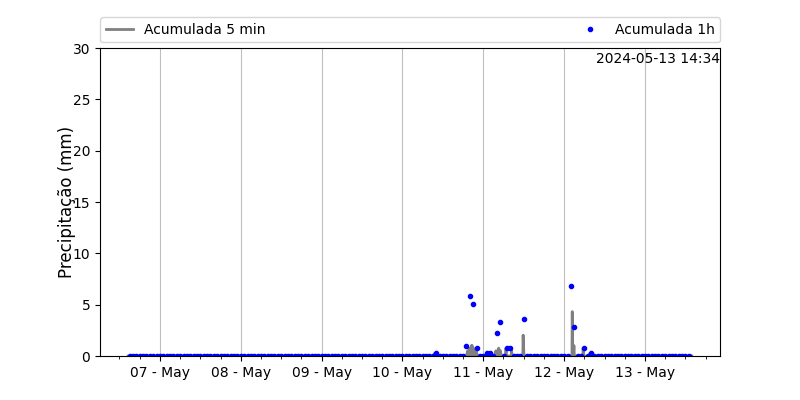 Acumulada 5 min
Acumulada 1h
2024-05-13 14:34
Precipitação (mm)
30
25
20
15
10
5
0
07 - May
08 - May
09 - May
10 - May
11 - May
12 - May
13 - May